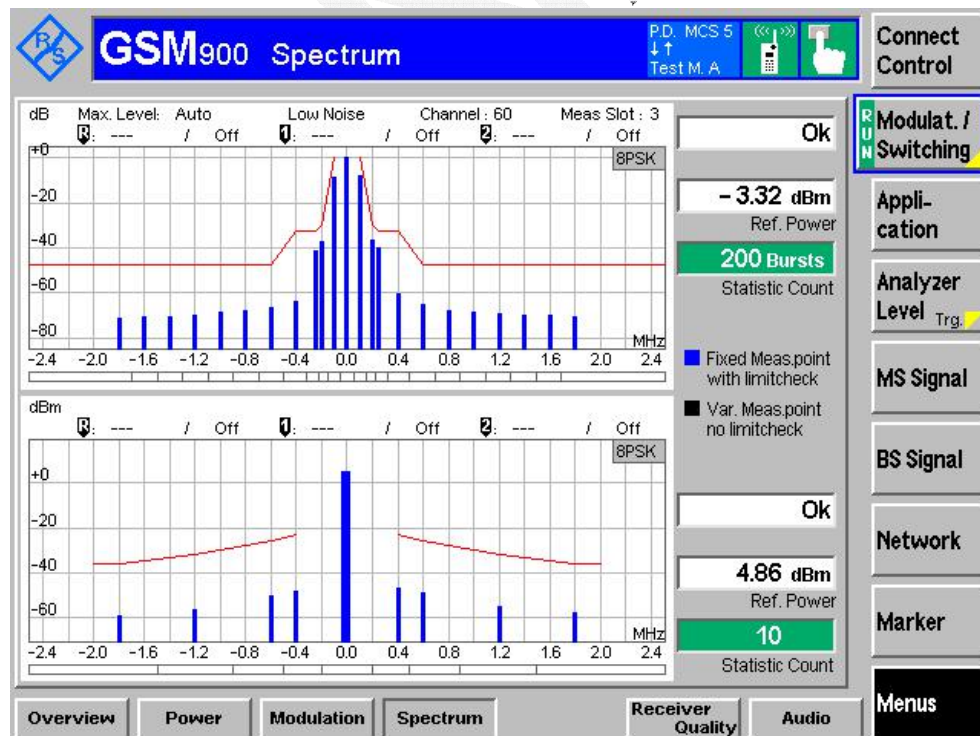 R S
GSM900 Spectrum
P.D. MCS 5
Test M. A
Connect Control
dB Max. Level: Auto Low Noise Channel : 60 Meas Slot : 3
R: --- / Off 1: --- / Off 2: --- / Off
8PSK
+0
-20
-40
-60
-80
MHz
-2.4 -2.0 -1.6 -1.2 -0.8 -0.4 0.0 0.4 0.8 1.2 1.6 2.0 2.4
Ok
- 3.32 dBm
Ref. Power
200 Bursts
Statistic Count
Fixed Meas.point
with limitcheck
Var. Meas.point
no limitcheck
dBm
R: --- / Off 1: --- / Off 2: --- / Off
8PSK
+0
-20
-40
-60
MHz
-2.4 -2.0 -1.6 -1.2 -0.8 -0.4 0.0 0.4 0.8 1.2 1.6 2.0 2.4
Ok
4.86 dBm
Ref. Power
10
Statistic Count
RUN
Modulat. /
Switching
Appli-
cation
Analyzer
Level Trg.
MS Signal
BS Signal
Network
Marker
Menus
Overview Power Modulation Spectrum Receiver Quality Audio